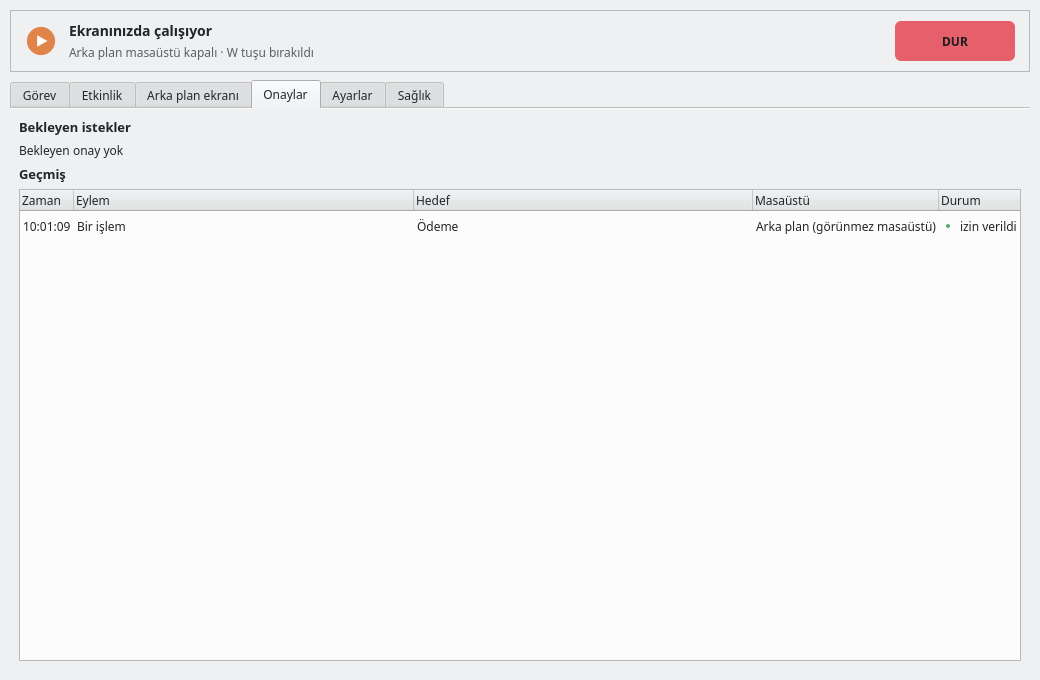 Ekranınızda çalışıyor
Arka plan masaüstü kapalı · W tuşu bırakıldı
DUR
Görev Etkinlik Arka plan ekranı Onaylar Ayarlar Sağlık
Bekleyen istekler
Bekleyen onay yok
Geçmiş
Zaman Eylem Hedef Masaüstü Durum
10:01:09 Bir işlem Ödeme Arka plan (görünmez masaüstü) izin verildi